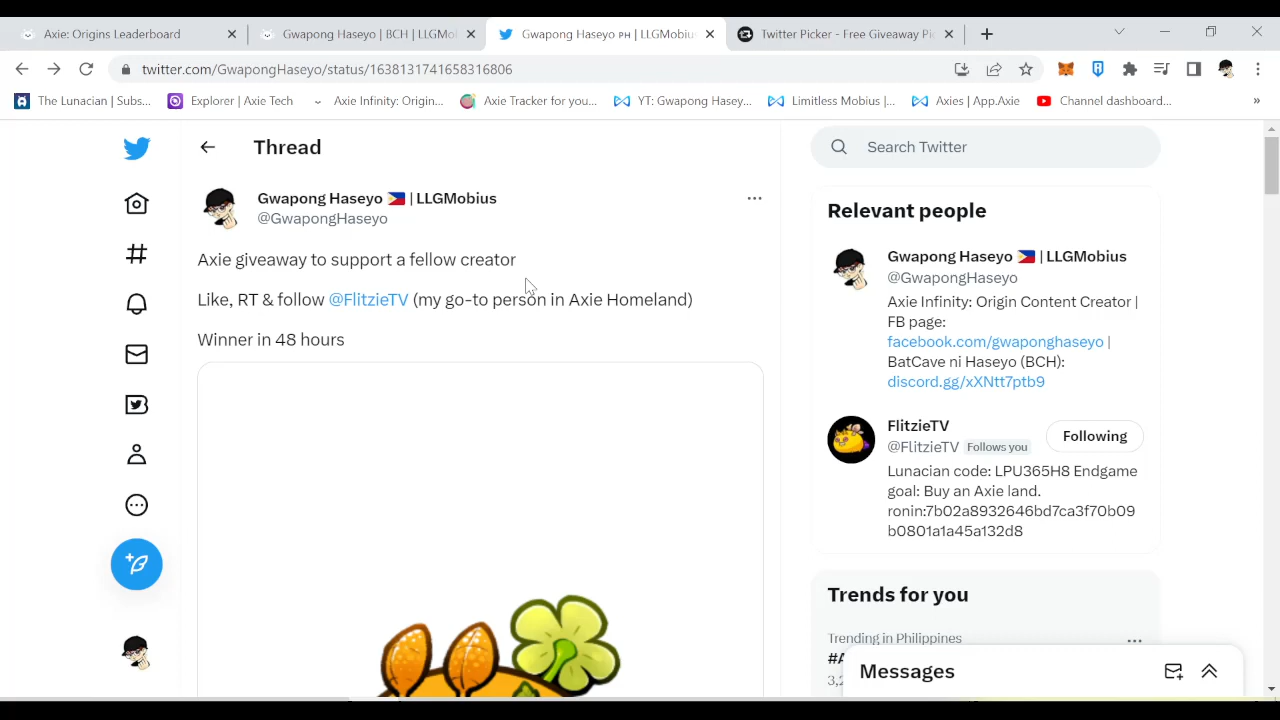 Axie: Origins Leaderboard
Gwapong Haseyo | BCH | LLGMo
Gwapong Haseyo PH | LLGMobiu
Twitter Picker - Free Giveaway Pi
twitter.com/GwapongHaseyo/status/1638131741658316806
The Lunacian | Subs...
Explorer | Axie Tech
Axie Infinity: Origin...
Axie Tracker for you...
YT: Gwapong Hasey...
Limitless Mobius |...
Axies | App.Axie
Channel dashboard...
»
Thread
Gwapong Haseyo 🇵🇭 | LLGMobius
@GwapongHaseyo
Axie giveaway to support a fellow creator
Like, RT & follow @FlitzieTV (my go-to person in Axie Homeland)
Winner in 48 hours
Search Twitter
Relevant people
Gwapong Haseyo 🇵🇭 | LLGMobius
@GwapongHaseyo
Axie Infinity: Origin Content Creator |
FB page:
facebook.com/gwaponghaseyo |
BatCave ni Haseyo (BCH):
discord.gg/xXNtt7ptb9
FlitzieTV
@FlitzieTV Follows you
Following
Lunacian code: LPU365H8 Endgame
goal: Buy an Axie land.
ronin:7b02a8932646bd7ca3f70b09
b0801a1a45a132d8
Trends for you
Trending in Philippines
Messages